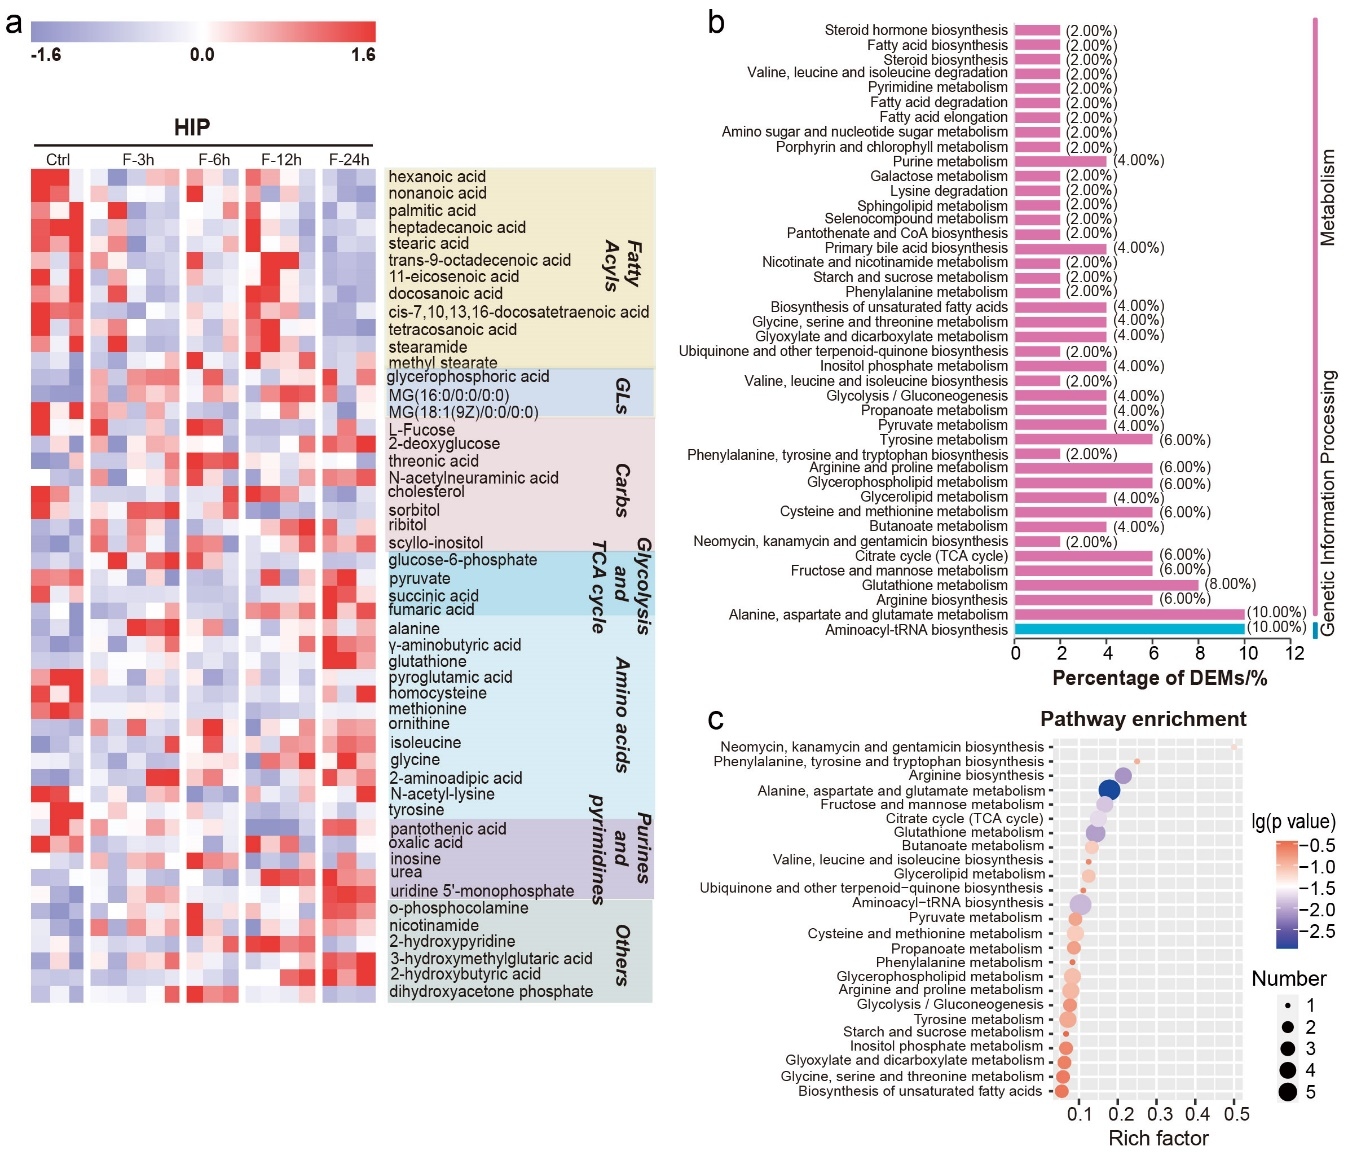 a
-1.6 0.0 1.6
HIP
Ctrl F-3h F-6h F-12h F-24h
hexanoic acid
nonanoic acid
palmitic acid
heptadecanoic acid
stearic acid
trans-9-octadecenoic acid
11-eicosenoic acid
docosanoic acid
cis-7,10,13,16-docosatetraenoic acid
tetracosanoic acid
stearamide
methyl stearate
Fatty
Acyls
glycerophosphoric acid
MG(16:0/0:0/0:0)
MG(18:1(9Z)/0:0/0:0)
GLs
L-Fucose
2-deoxyglucose
threonic acid
N-acetylneuraminic acid
cholesterol
sorbitol
ribitol
scyllo-inositol
Carbs
glucose-6-phosphate
pyruvate
succinic acid
fumaric acid
Glycolysis
and
TCA cycle
alanine
γ-aminobutyric acid
glutathione
pyroglutamic acid
homocysteine
methionine
ornithine
isoleucine
glycine
2-aminoadipic acid
N-acetyl-lysine
tyrosine
Amino acids
pantothenic acid
oxalic acid
inosine
urea
uridine 5'-monophosphate
Purines
and
pyrimidines
o-phosphocolamine
nicotinamide
2-hydroxypyridine
3-hydroxymethylglutaric acid
2-hydroxybutyric acid
dihydroxyacetone phosphate
Others
b
Steroid hormone biosynthesis (2.00%)
Fatty acid biosynthesis (2.00%)
Steroid biosynthesis (2.00%)
Valine, leucine and isoleucine degradation (2.00%)
Pyrimidine metabolism (2.00%)
Fatty acid degradation (2.00%)
Fatty acid elongation (2.00%)
Amino sugar and nucleotide sugar metabolism (2.00%)
Porphyrin and chlorophyll metabolism (2.00%)
Purine metabolism (4.00%)
Galactose metabolism (2.00%)
Lysine degradation (2.00%)
Sphingolipid metabolism (2.00%)
Selenocompound metabolism (2.00%)
Pantothenate and CoA biosynthesis (2.00%)
Primary bile acid biosynthesis (4.00%)
Nicotinate and nicotinamide metabolism (2.00%)
Starch and sucrose metabolism (2.00%)
Phenylalanine metabolism (2.00%)
Biosynthesis of unsaturated fatty acids (4.00%)
Glycine, serine and threonine metabolism (4.00%)
Glyoxylate and dicarboxylate metabolism (4.00%)
Ubiquinone and other terpenoid-quinone biosynthesis (2.00%)
Inositol phosphate metabolism (4.00%)
Valine, leucine and isoleucine biosynthesis (2.00%)
Glycolysis / Gluconeogenesis (4.00%)
Propanoate metabolism (4.00%)
Pyruvate metabolism (4.00%)
Tyrosine metabolism (6.00%)
Phenylalanine, tyrosine and tryptophan biosynthesis (2.00%)
Arginine and proline metabolism (6.00%)
Glycerophospholipid metabolism (6.00%)
Glycerolipid metabolism (4.00%)
Cysteine and methionine metabolism (6.00%)
Butanoate metabolism (4.00%)
Neomycin, kanamycin and gentamicin biosynthesis (2.00%)
Citrate cycle (TCA cycle) (6.00%)
Fructose and mannose metabolism (6.00%)
Glutathione metabolism (8.00%)
Arginine biosynthesis (6.00%)
Alanine, aspartate and glutamate metabolism (10.00%)
Aminoacyl-tRNA biosynthesis (10.00%)
0 2 4 6 8 10 12
Percentage of DEMs/%
Metabolism
Genetic Information Processing
c
Pathway enrichment
Neomycin, kanamycin and gentamicin biosynthesis
Phenylalanine, tyrosine and tryptophan biosynthesis
Arginine biosynthesis
Alanine, aspartate and glutamate metabolism
Fructose and mannose metabolism
Citrate cycle (TCA cycle)
Glutathione metabolism
Butanoate metabolism
Valine, leucine and isoleucine biosynthesis
Glycerolipid metabolism
Ubiquinone and other terpenoid−quinone biosynthesis
Aminoacyl−tRNA biosynthesis
Pyruvate metabolism
Cysteine and methionine metabolism
Propanoate metabolism
Phenylalanine metabolism
Glycerophospholipid metabolism
Arginine and proline metabolism
Glycolysis / Gluconeogenesis
Tyrosine metabolism
Starch and sucrose metabolism
Inositol phosphate metabolism
Glyoxylate and dicarboxylate metabolism
Glycine, serine and threonine metabolism
Biosynthesis of unsaturated fatty acids
0.1 0.2 0.3 0.4 0.5
Rich factor
lg(p value)
−0.5
−1.0
−1.5
−2.0
−2.5
Number
1
2
3
4
5